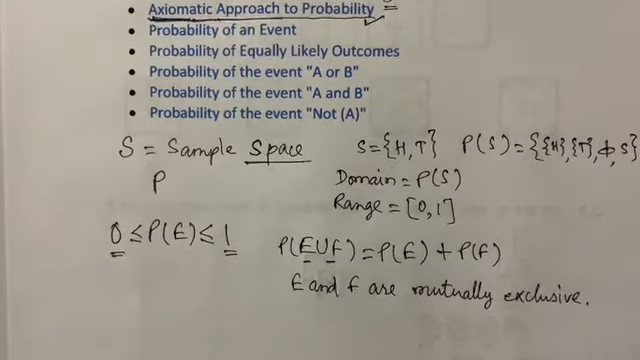 • Axiomatic Approach to Probability
• Probability of an Event
• Probability of Equally Likely Outcomes
• Probability of the event "A or B"
• Probability of the event "A and B"
• Probability of the event "Not (A)"
S = Sample Space
S = {H, T} P(S) = {{H}, {T}, ϕ, S}
P
Domain = P(S)
Range = [0, 1]
0 ≤ P(E) ≤ 1
P(E∪F) = P(E) + P(F)
E and F are mutually exclusive.